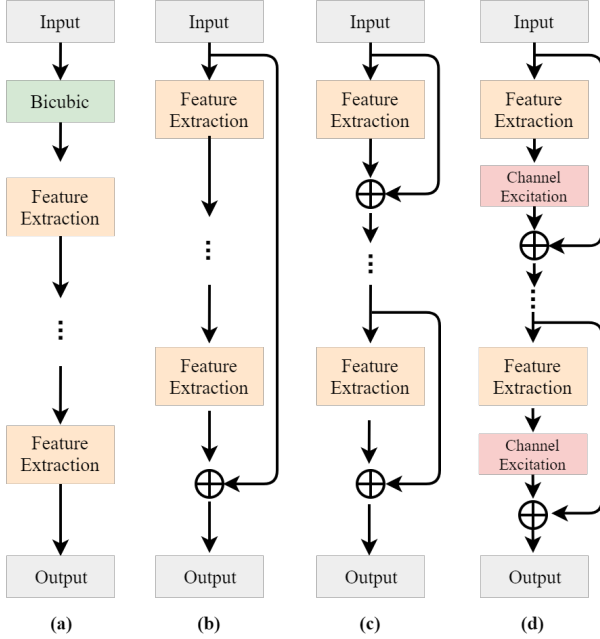 Input
Bicubic
Feature
Extraction
...
Feature
Extraction
Output
(a)
Input
Feature
Extraction
...
Feature
Extraction
Output
(b)
Input
Feature
Extraction
...
Feature
Extraction
Output
(c)
Input
Feature
Extraction
Channel
Excitation
...
Feature
Extraction
Channel
Excitation
Output
(d)